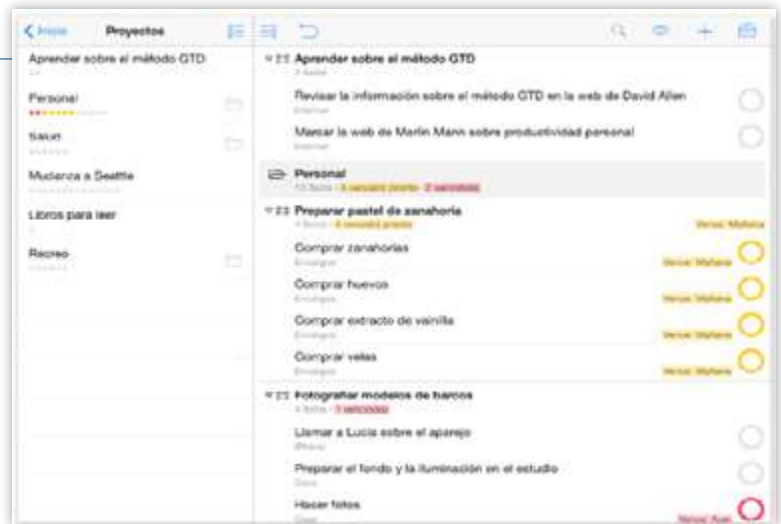 Inicio
Proyectos
Aprender sobre el método GTD
Personal
Salud
Mudanza a Seattle
Libros para leer
Recreo
Aprender sobre el método GTD
Revisar la información sobre el método GTD en la web de David Allen
Internet
Marcar la web de Merlin Mann sobre productividad personal
Internet
Personal
Preparar pastel de zanahoria
Vence: Mañana
Comprar zanahorias
Encargos
Vence: Mañana
Comprar huevos
Encargos
Vence: Mañana
Comprar extracto de vainilla
Encargos
Vence: Mañana
Comprar velas
Encargos
Vence: Mañana
Fotografiar modelos de barcos
Llamar a Lucía sobre el aparejo
Preparar el fondo y la iluminación en el estudio
Hacer fotos
Vence: Ayer